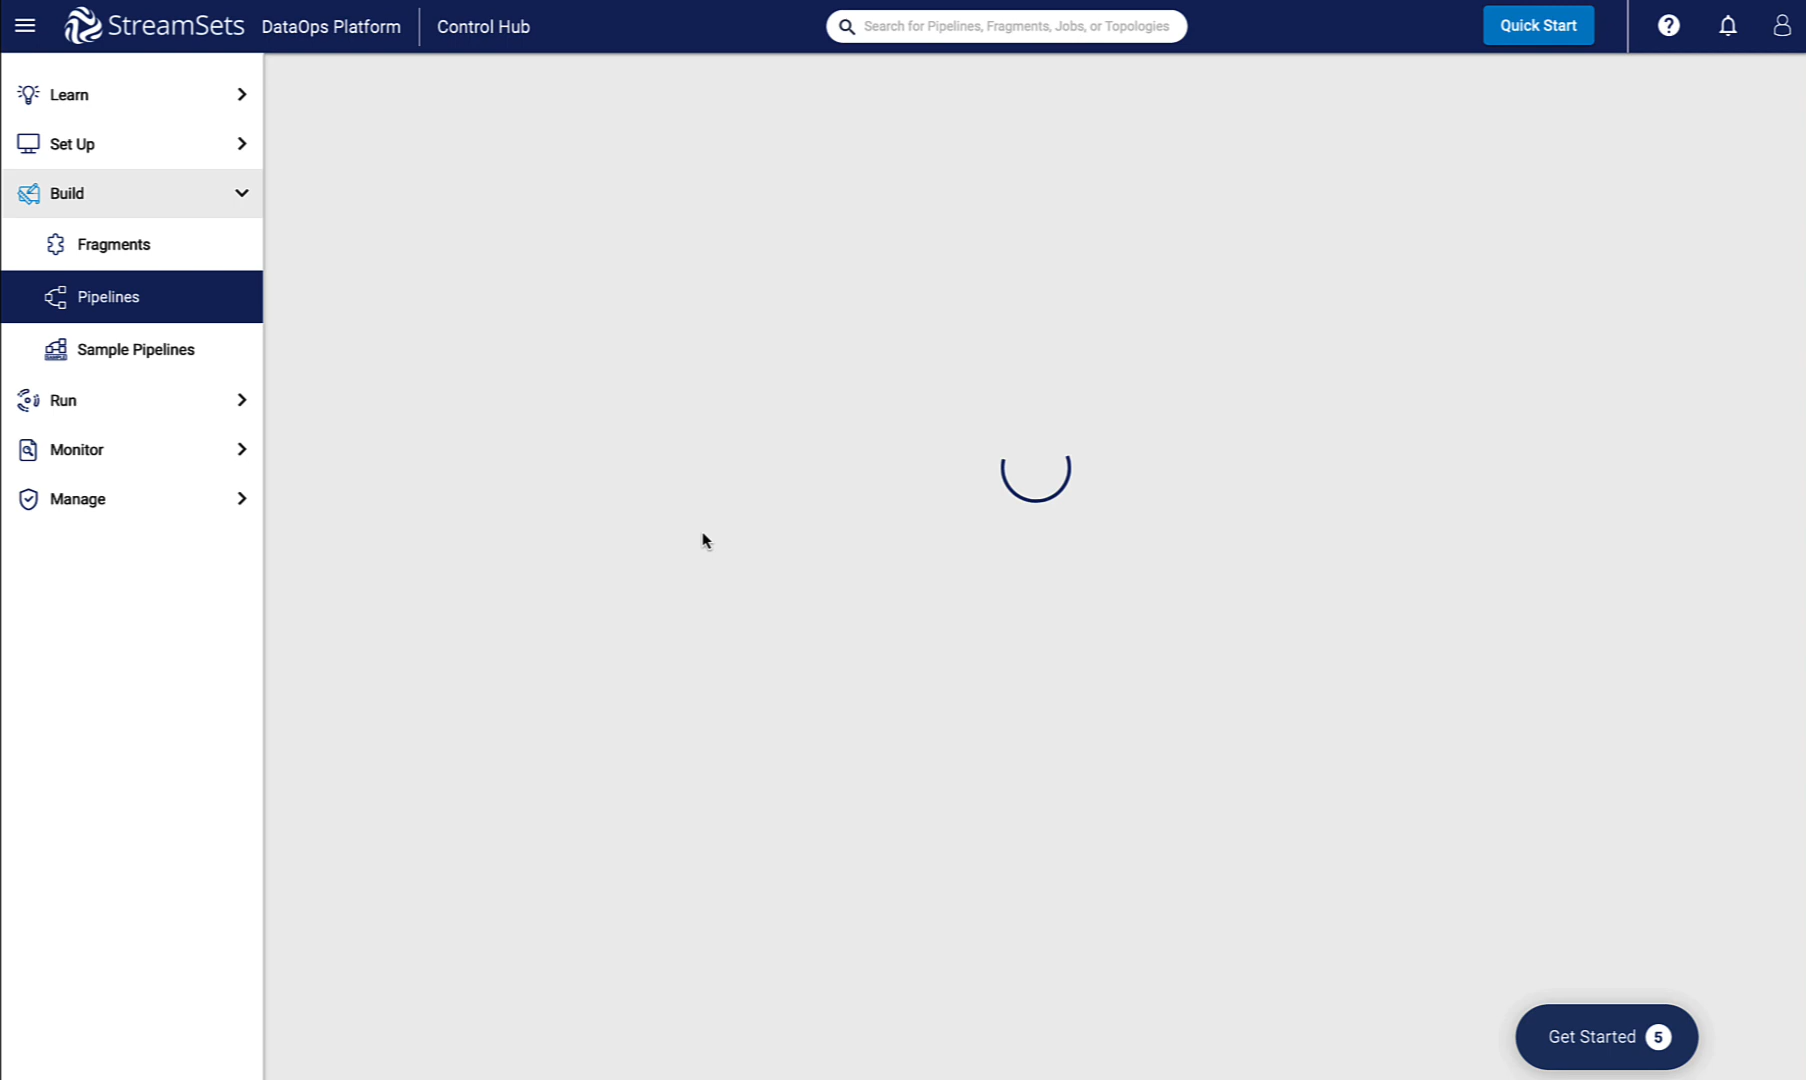 StreamSets DataOps Platform Control Hub
Search for Pipelines, Fragments, Jobs, or Topologies
Quick Start
?
Learn
Set Up
Build
Fragments
Pipelines
Sample Pipelines
Run
Monitor
Manage
Get Started 5